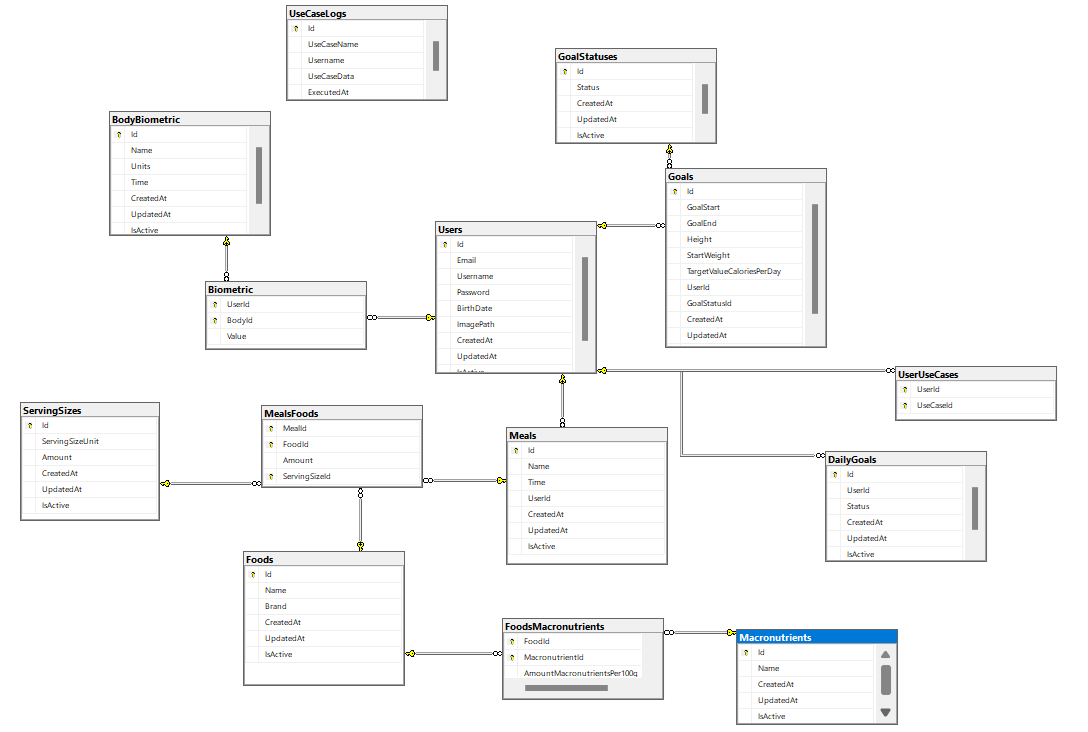 UseCaseLogs
Id
UseCaseName
Username
UseCaseData
ExecutedAt
GoalStatuses
Id
Status
CreatedAt
UpdatedAt
IsActive
BodyBiometric
Id
Name
Units
Time
CreatedAt
UpdatedAt
IsActive
Goals
Id
GoalStart
GoalEnd
Height
StartWeight
TargetValueCaloriesPerDay
UserId
GoalStatusId
CreatedAt
UpdatedAt
Users
Id
Email
Username
Password
BirthDate
ImagePath
CreatedAt
UpdatedAt
IsActive
Biometric
UserId
BodyId
Value
UserUseCases
UserId
UseCaseId
ServingSizes
Id
ServingSizeUnit
Amount
CreatedAt
UpdatedAt
IsActive
MealsFoods
MealId
FoodId
Amount
ServingSizeId
Meals
Id
Name
Time
UserId
CreatedAt
UpdatedAt
IsActive
DailyGoals
Id
UserId
Status
CreatedAt
UpdatedAt
IsActive
Foods
Id
Name
Brand
CreatedAt
UpdatedAt
IsActive
FoodsMacronutrients
FoodId
MacronutrientId
AmountMacronutrientsPer100g
Macronutrients
Id
Name
CreatedAt
UpdatedAt
IsActive